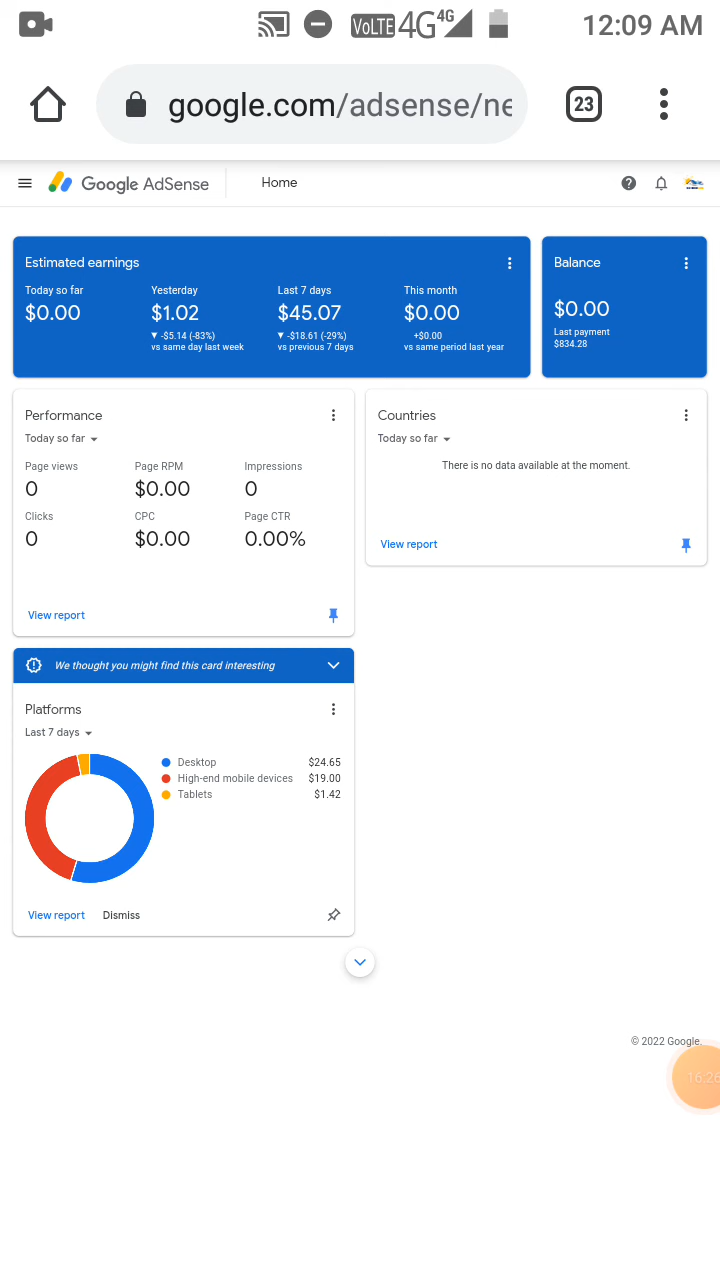 VoLTE 4G 4G 12:09 AM
google.com/adsense/ne
23
Google AdSense
Home
Estimated earnings
Today so far
$0.00
Yesterday
$1.02
-$5.14 (-83%)
vs same day last week
Last 7 days
$45.07
-$18.61 (-29%)
vs previous 7 days
This month
$0.00
+$0.00
vs same period last year
Balance
$0.00
Last payment
$834.28
Performance
Today so far
Page views
0
Page RPM
$0.00
Impressions
0
Clicks
0
CPC
$0.00
Page CTR
0.00%
View report
Countries
Today so far
There is no data available at the moment.
View report
We thought you might find this card interesting
Platforms
Last 7 days
Desktop $24.65
High-end mobile devices $19.00
Tablets $1.42
View report Dismiss
© 2022 Google.
16:26